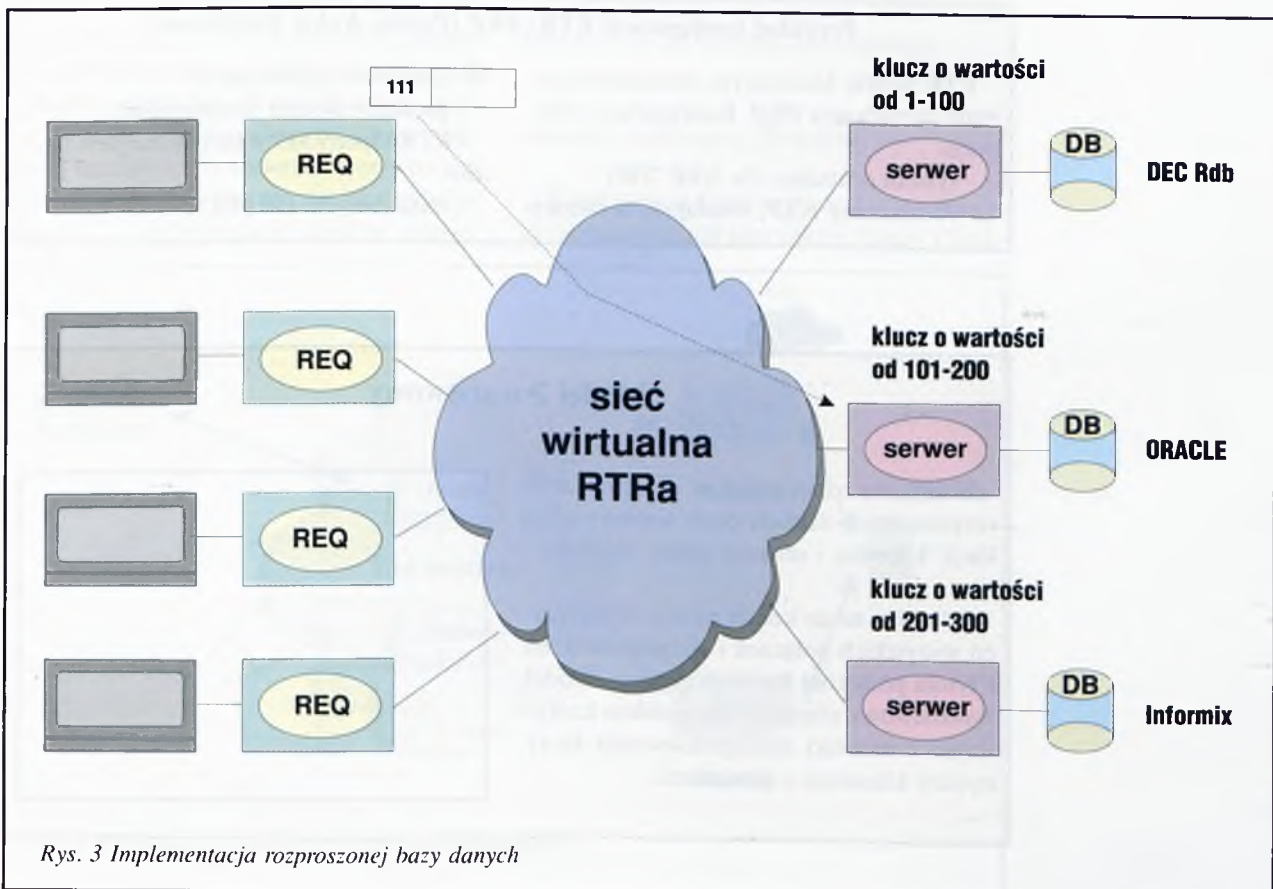 111
klucz o wartości
od 1-100
REQ
serwer
DB
DEC Rdb
klucz o wartości
od 101-200
REQ
sieć
wirtualna
RTRa
serwer
DB
ORACLE
REQ
klucz o wartości
od 201-300
REQ
serwer
DB
Informix
Rys. 3 Implementacja rozproszonej bazy danych